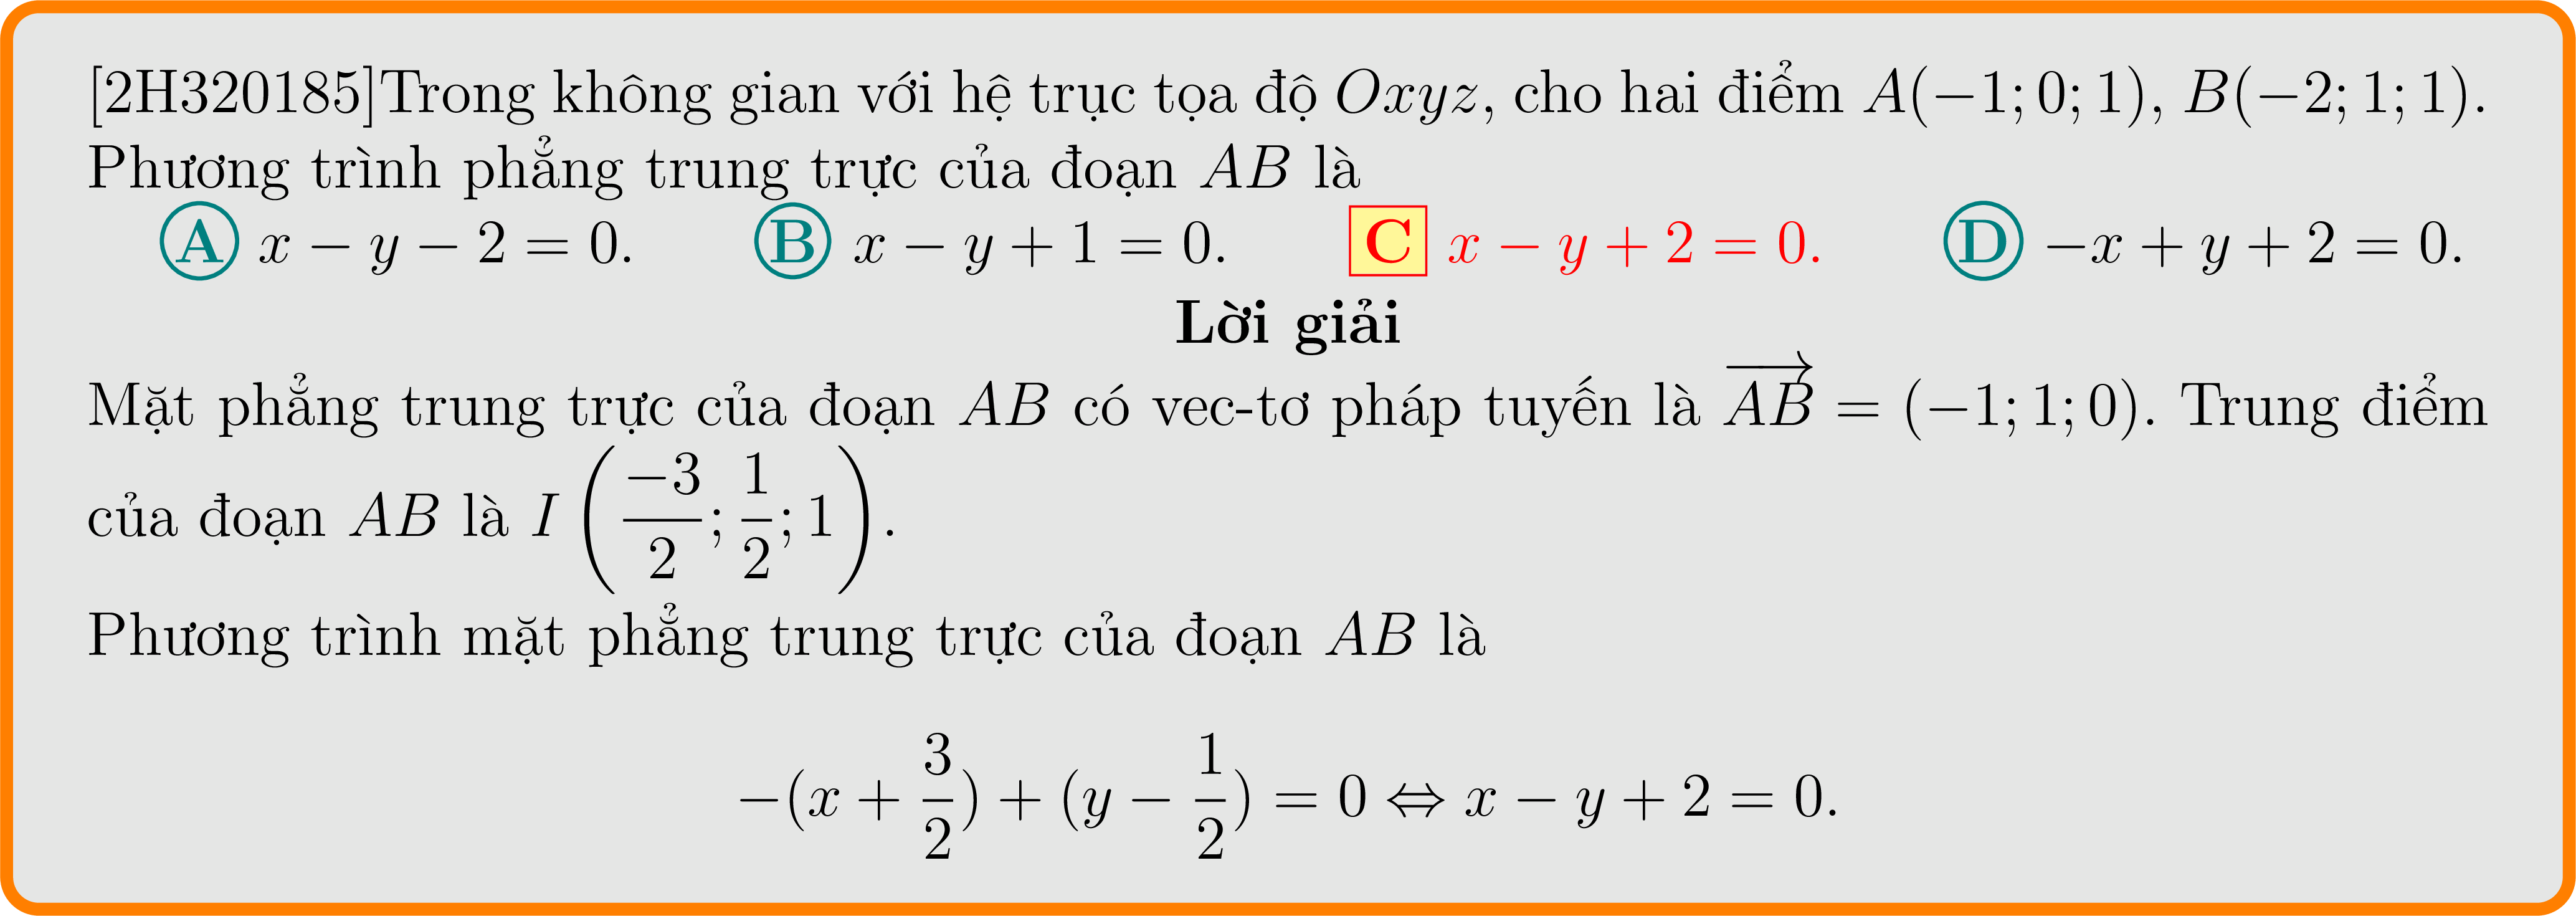 [2H320185]Trong không gian với hệ trục tọa độ Oxyz, cho hai điểm A(−1; 0; 1), B(−2; 1; 1).
Phương trình phẳng trung trực của đoạn AB là
A x − y − 2 = 0. B x − y + 1 = 0. C x − y + 2 = 0. D −x + y + 2 = 0.
Lời giải
Mặt phẳng trung trực của đoạn AB có vec-tơ pháp tuyến là $\overrightarrow{AB}$ = (−1; 1; 0). Trung điểm
của đoạn AB là $I\left(\frac{-3}{2}; \frac{1}{2}; 1\right)$.
Phương trình mặt phẳng trung trực của đoạn AB là
$-(x + \frac{3}{2}) + (y - \frac{1}{2}) = 0 \Leftrightarrow x - y + 2 = 0.$